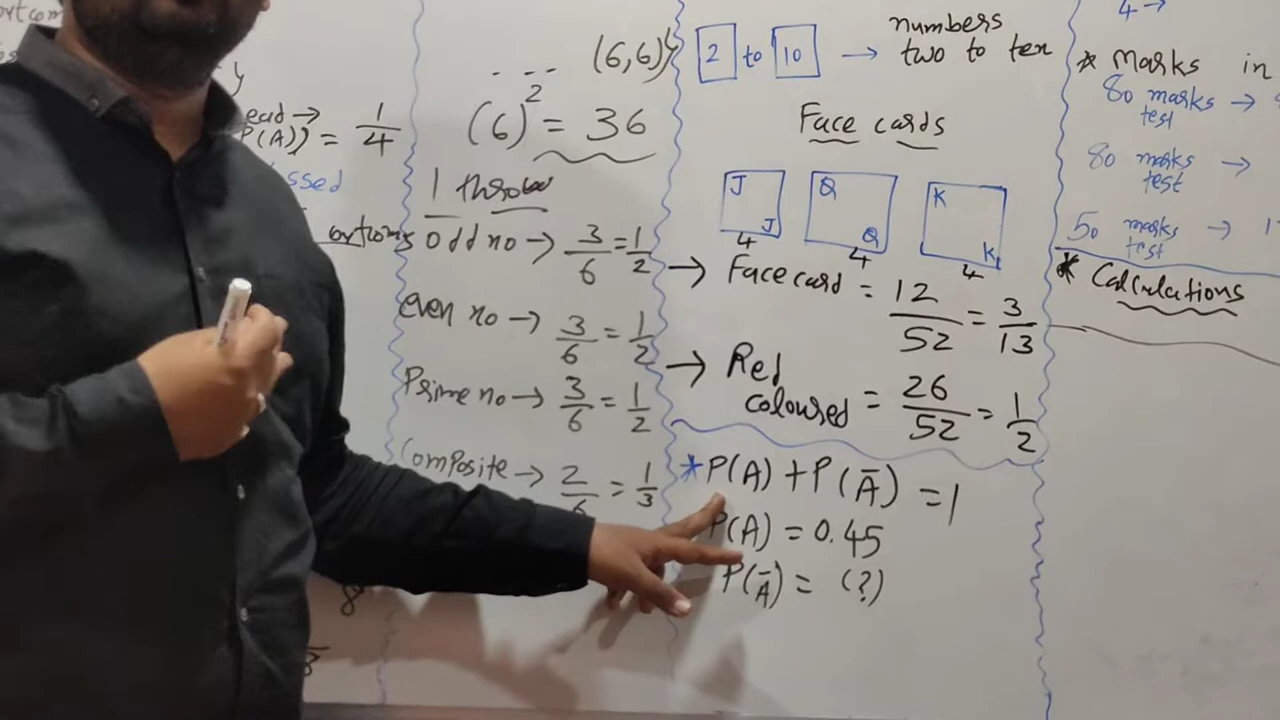 P(A)) = 1/4
(6,6)}
(6)² = 36
1 throw
Odd no → 3/6 = 1/2
even no → 3/6 = 1/2
Prime no → 3/6 = 1/2
Composite → 2/6 = 1/3
2 to 10 → numbers
two to ten
Face cards
J Q K
J Q K
4 4 4
→ Face card = 12/52 = 3/13
→ Red
coloured = 26/52 = 1/2
*P(A) + P(Ā) = 1
P(A) = 0.45
P(Ā) = (?)
4 →
* Marks in
80 marks →
test
80 marks →
test
50 marks →
test
* Calculations